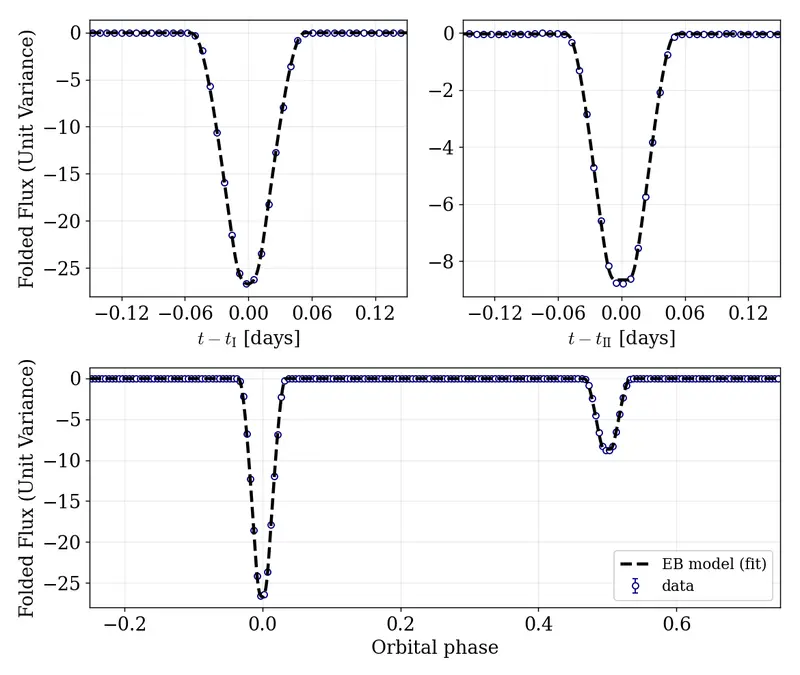 Folded Flux (Unit Variance)
0
−5
−10
−15
−20
−25
−0.12 −0.06 0.00 0.06 0.12
t − t_I [days]
0
−2
−4
−6
−8
−0.12 −0.06 0.00 0.06 0.12
t − t_II [days]
Folded Flux (Unit Variance)
0
−5
−10
−15
−20
−25
−0.2 0.0 0.2 0.4 0.6
Orbital phase
EB model (fit)
data